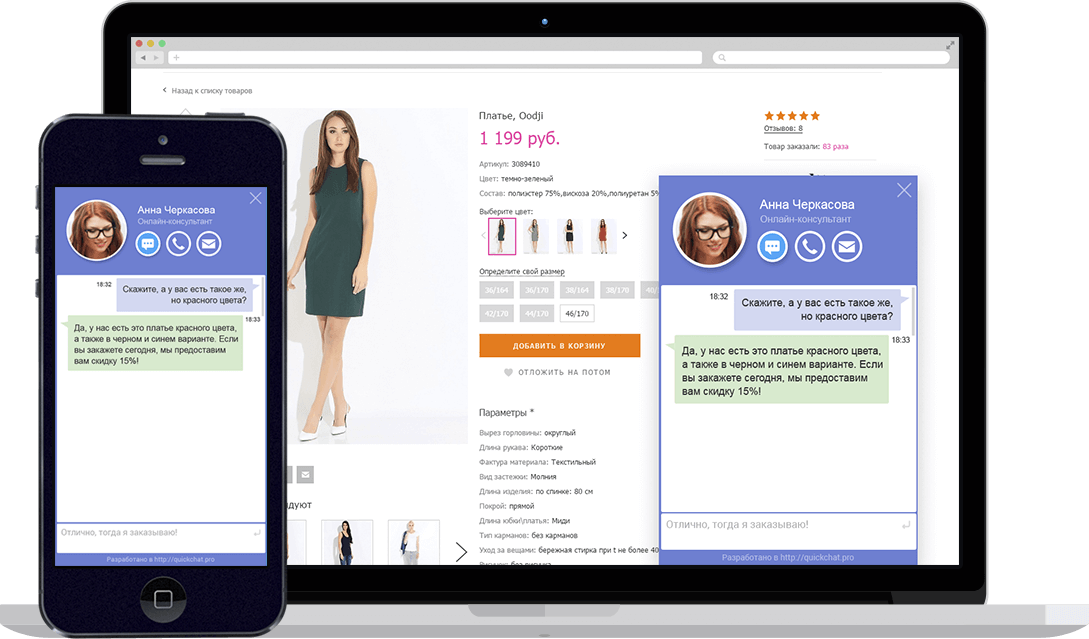 Назад к списку товаров
Платье, Oodji
1 199 руб.
Артикул: 3089410
Цвет: темно-зеленый
Состав: полиэстер 75%,вискоза 20%,полиуретан 5%
Выберите цвет:
Определите свой размер
36/164 36/170 38/164 38/170
42/170 44/170 46/170
ДОБАВИТЬ В КОРЗИНУ
ОТЛОЖИТЬ НА ПОТОМ
Параметры *
Вырез горловины: округлый
Длина рукава: Короткие
Фактура материала: Текстильный
Вид застежки: Молния
Длина изделия: по спинке: 80 см
Покрой: прямой
Длина юбки\платья: Миди
Тип карманов: без карманов
Уход за вещами: бережная стирка при t не более 40
Отзывов: 8
Товар заказали: 83 раза
Анна Черкасова
Онлайн-консультант
18:32
Скажите, а у вас есть такое же,
но красного цвета?
18:33
Да, у нас есть это платье красного цвета,
а также в черном и синем варианте. Если
вы закажете сегодня, мы предоставим
вам скидку 15%!
Отлично, тогда я заказываю!
Разработано в http://quickchat.pro
Анна Черкасова
Онлайн-консультант
18:32
Скажите, а у вас есть такое же,
но красного цвета?
18:33
Да, у нас есть это платье красного цвета,
а также в черном и синем варианте. Если
вы закажете сегодня, мы предоставим
вам скидку 15%!
Отлично, тогда я заказываю!
Разработано в http://quickchat.pro